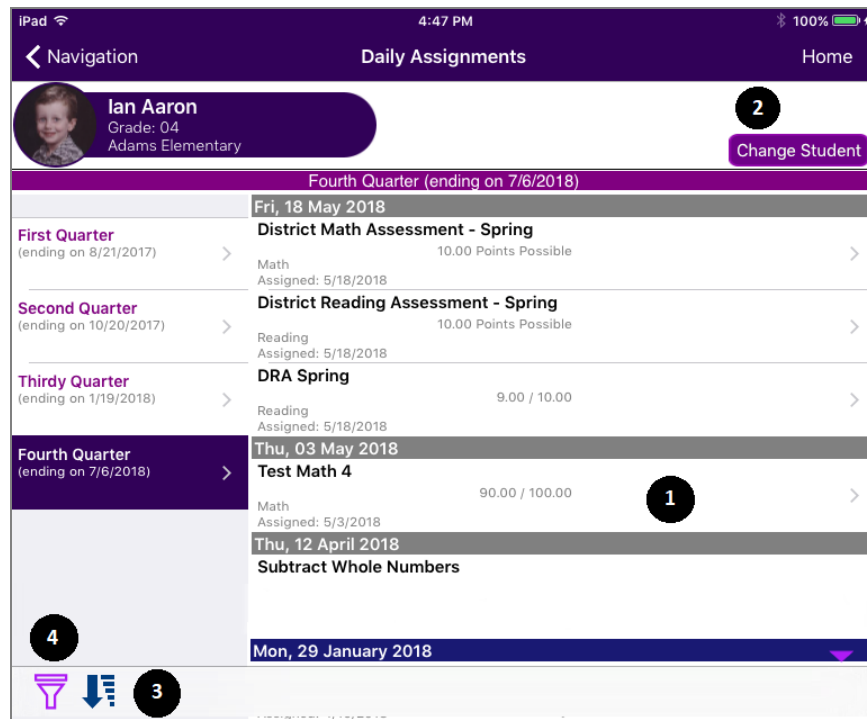 iPad 4:47 PM 100%
Navigation Daily Assignments Home
Ian Aaron
Grade: 04
Adams Elementary
2
Change Student
Fourth Quarter (ending on 7/6/2018)
First Quarter
(ending on 8/21/2017)
Second Quarter
(ending on 10/20/2017)
Thirdy Quarter
(ending on 1/19/2018)
Fourth Quarter
(ending on 7/6/2018)
Fri, 18 May 2018
District Math Assessment - Spring
10.00 Points Possible
Math
Assigned: 5/18/2018
District Reading Assessment - Spring
10.00 Points Possible
Reading
Assigned: 5/18/2018
DRA Spring
9.00 / 10.00
Reading
Assigned: 5/18/2018
Thu, 03 May 2018
Test Math 4
90.00 / 100.00
1
Math
Assigned: 5/3/2018
Thu, 12 April 2018
Subtract Whole Numbers
Mon, 29 January 2018
4
3